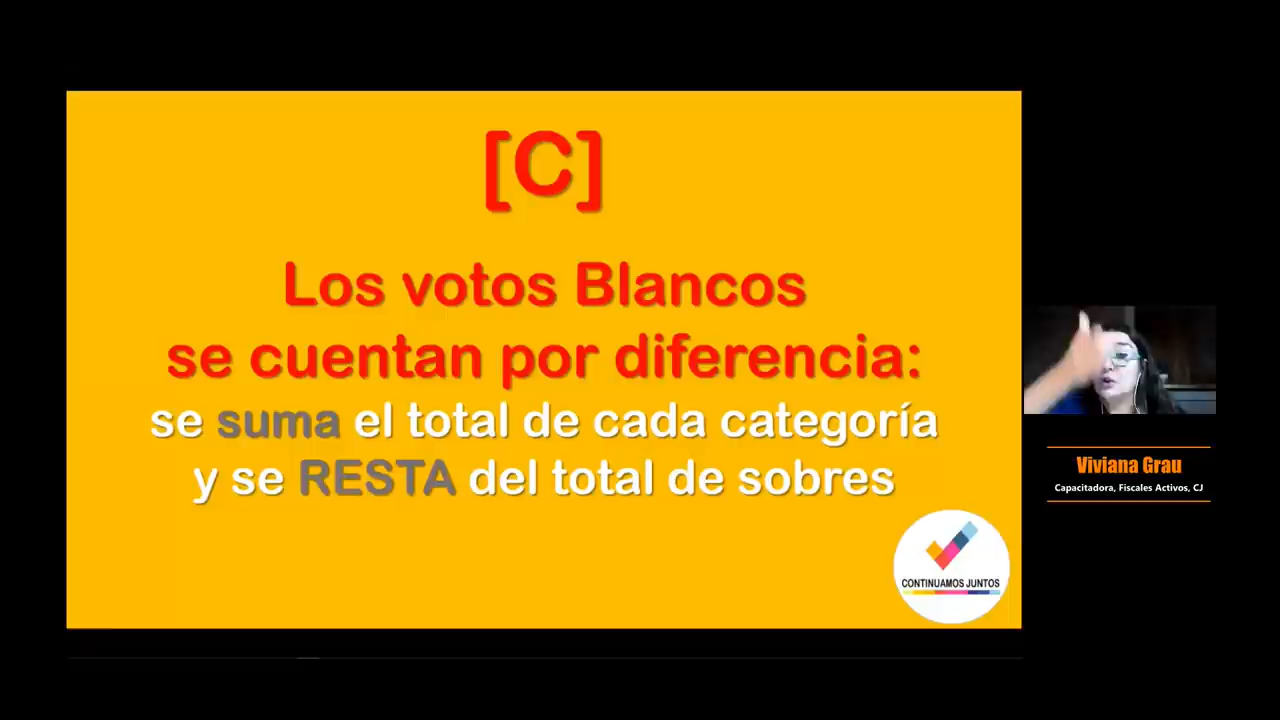 [C]
Los votos Blancos
se cuentan por diferencia:
se suma el total de cada categoría
y se RESTA del total de sobres
CONTINUAMOS JUNTOS
Viviana Grau
Capacitadora, Fiscales Activos, CJ